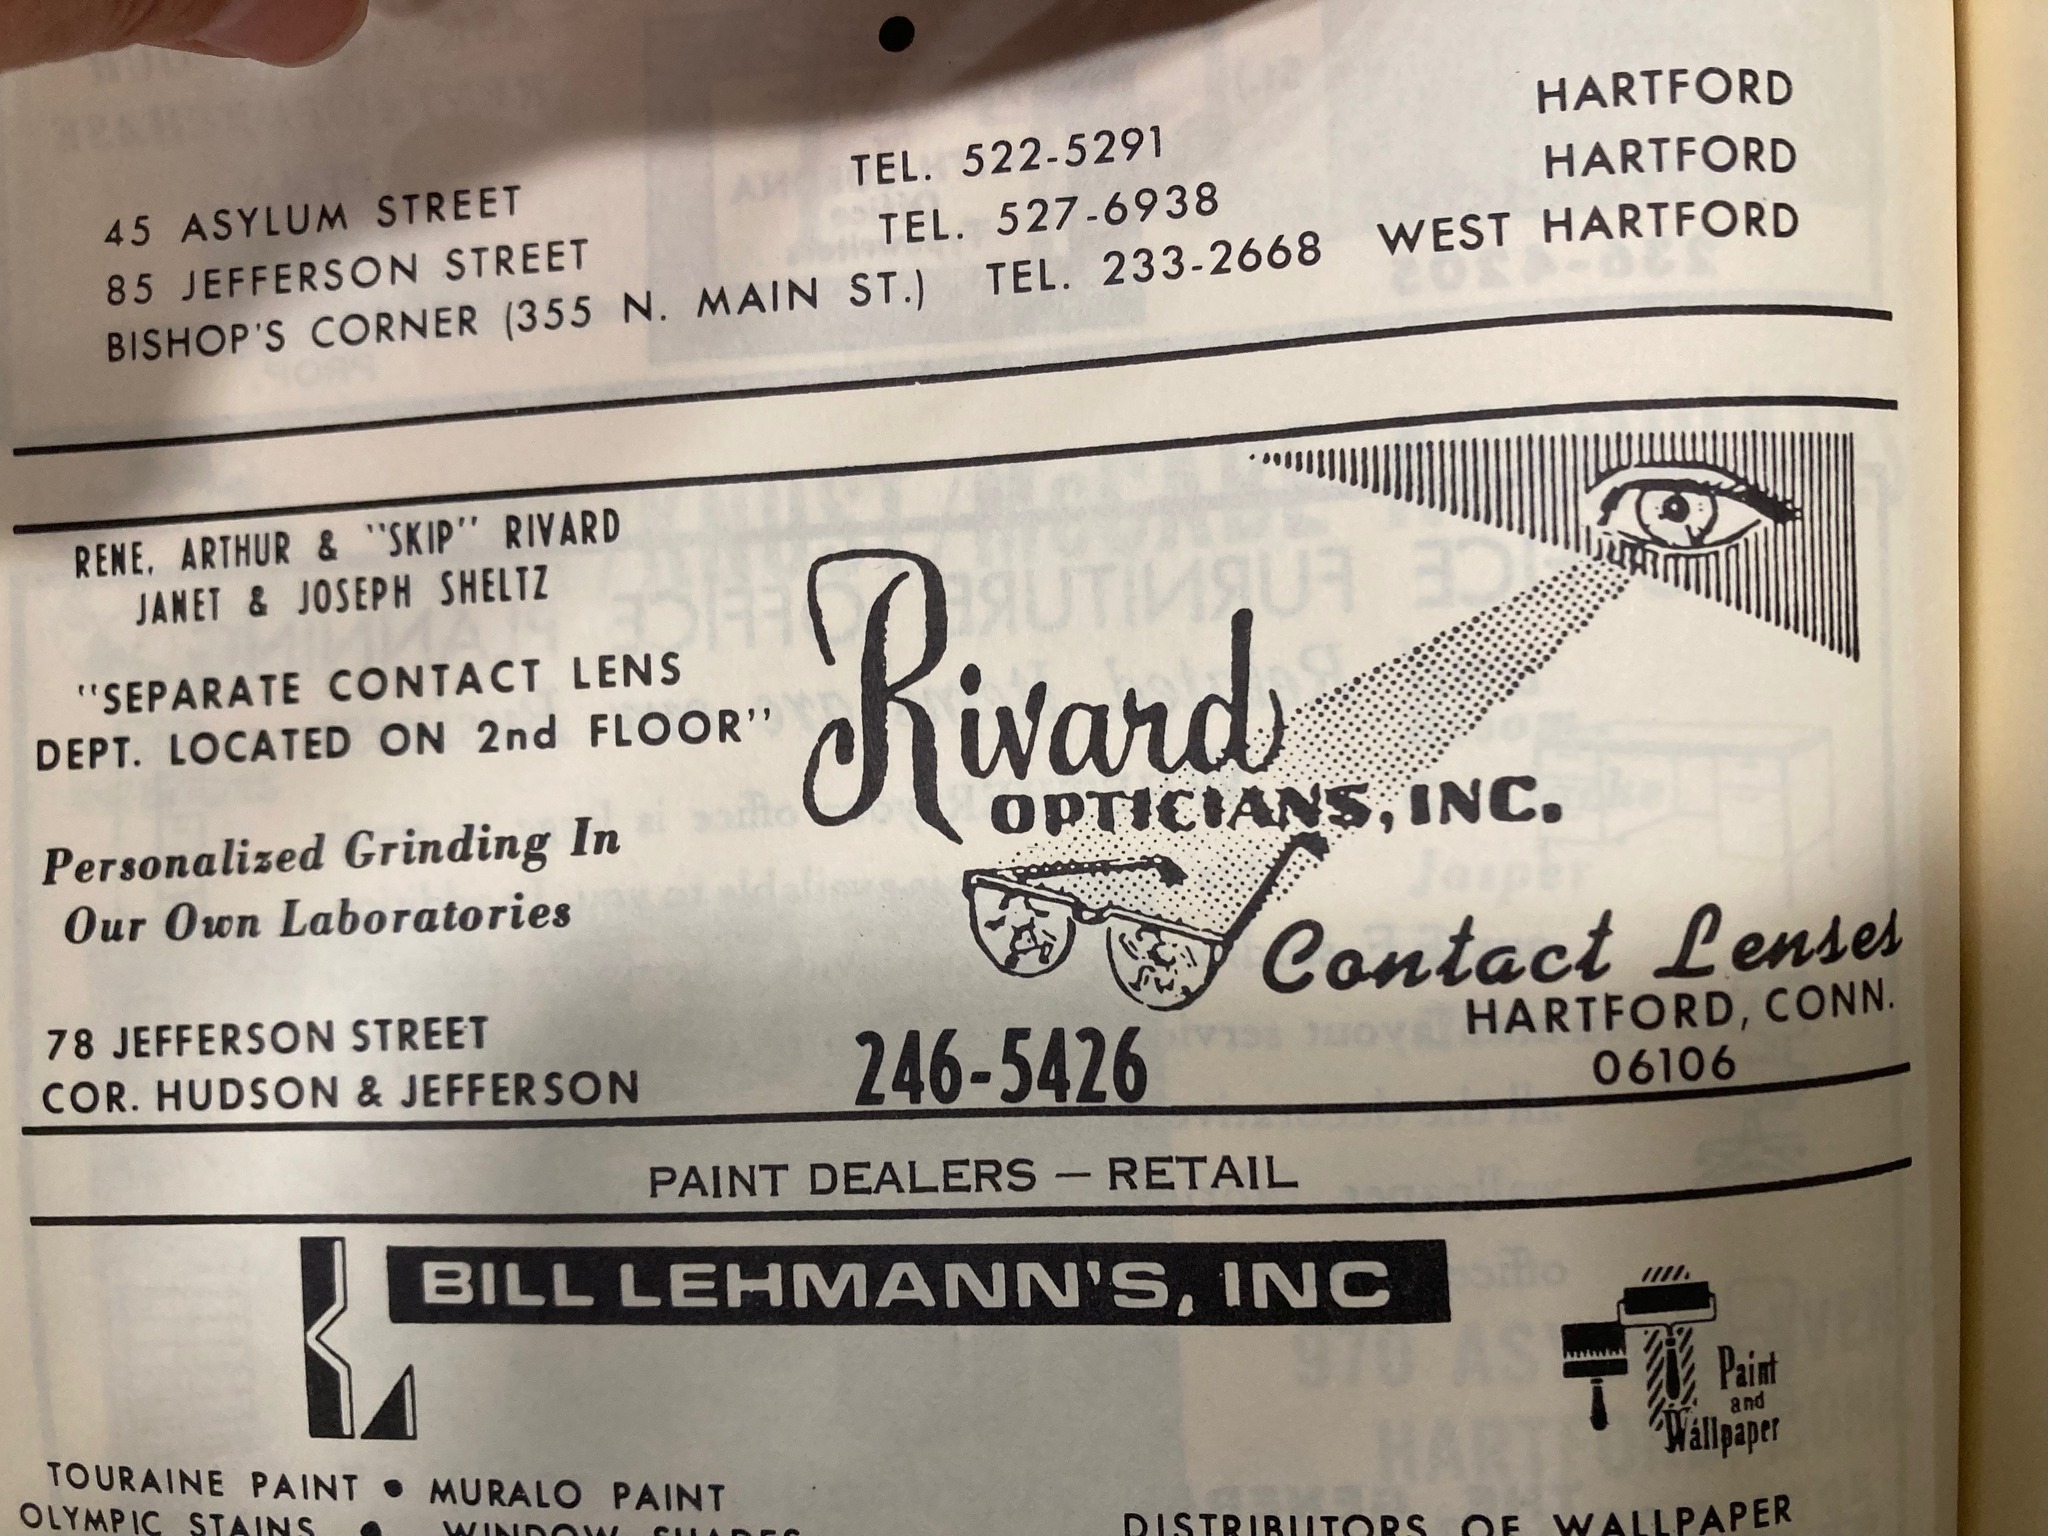 45 ASYLUM STREET TEL. 522-5291 HARTFORD
85 JEFFERSON STREET TEL. 527-6938 HARTFORD
BISHOP'S CORNER (355 N. MAIN ST.) TEL. 233-2668 WEST HARTFORD
RENE, ARTHUR & "SKIP" RIVARD
JANET & JOSEPH SHELTZ
"SEPARATE CONTACT LENS
DEPT. LOCATED ON 2nd FLOOR"
Rivard
OPTICIANS, INC.
Personalized Grinding In
Our Own Laboratories
Contact Lenses
78 JEFFERSON STREET
COR. HUDSON & JEFFERSON
246-5426
HARTFORD, CONN.
06106
PAINT DEALERS — RETAIL
BILL LEHMANN'S, INC
Paint
and
Wallpaper
TOURAINE PAINT • MURALO PAINT
OLYMPIC STAINS • WINDOW SHADES
DISTRIBUTORS OF WALLPAPER